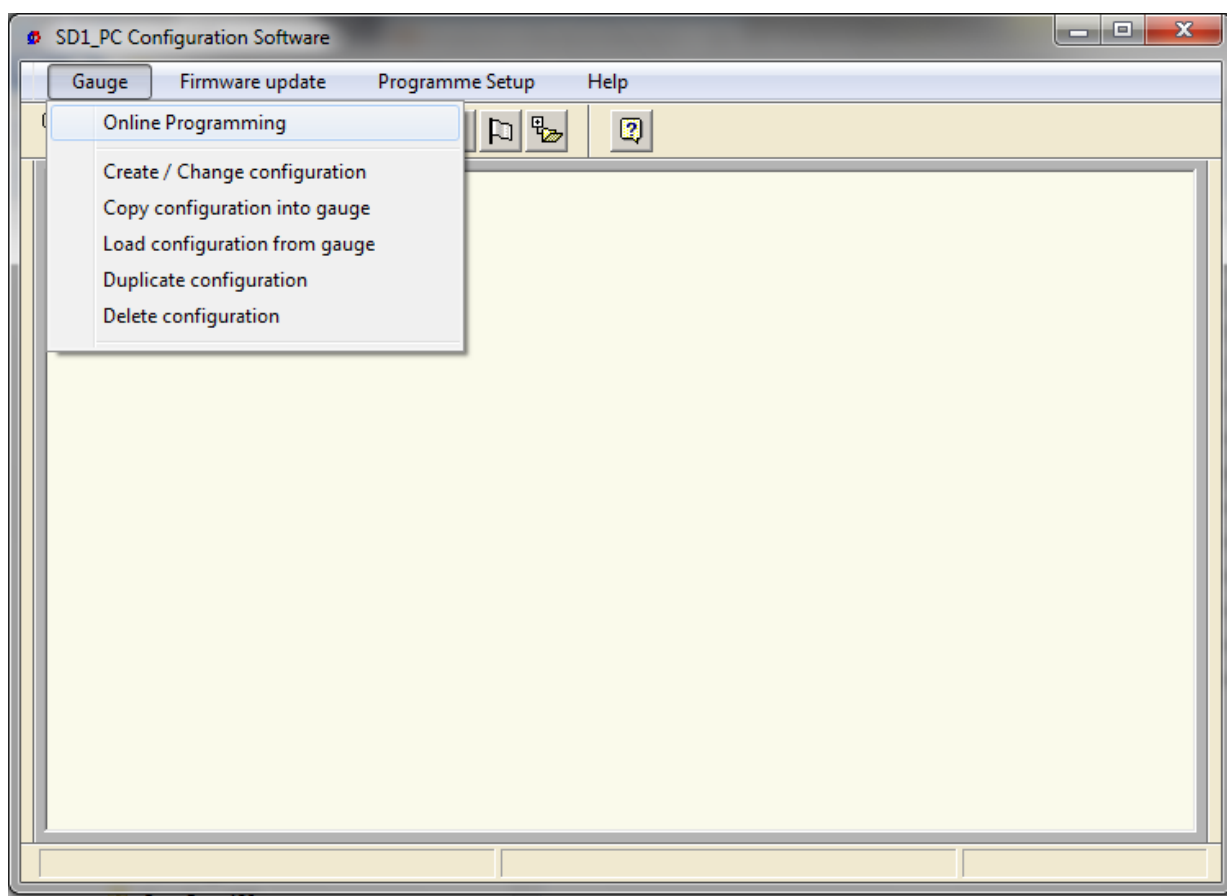 SD1_PC Configuration Software
Gauge Firmware update Programme Setup Help
Online Programming
Create / Change configuration
Copy configuration into gauge
Load configuration from gauge
Duplicate configuration
Delete configuration